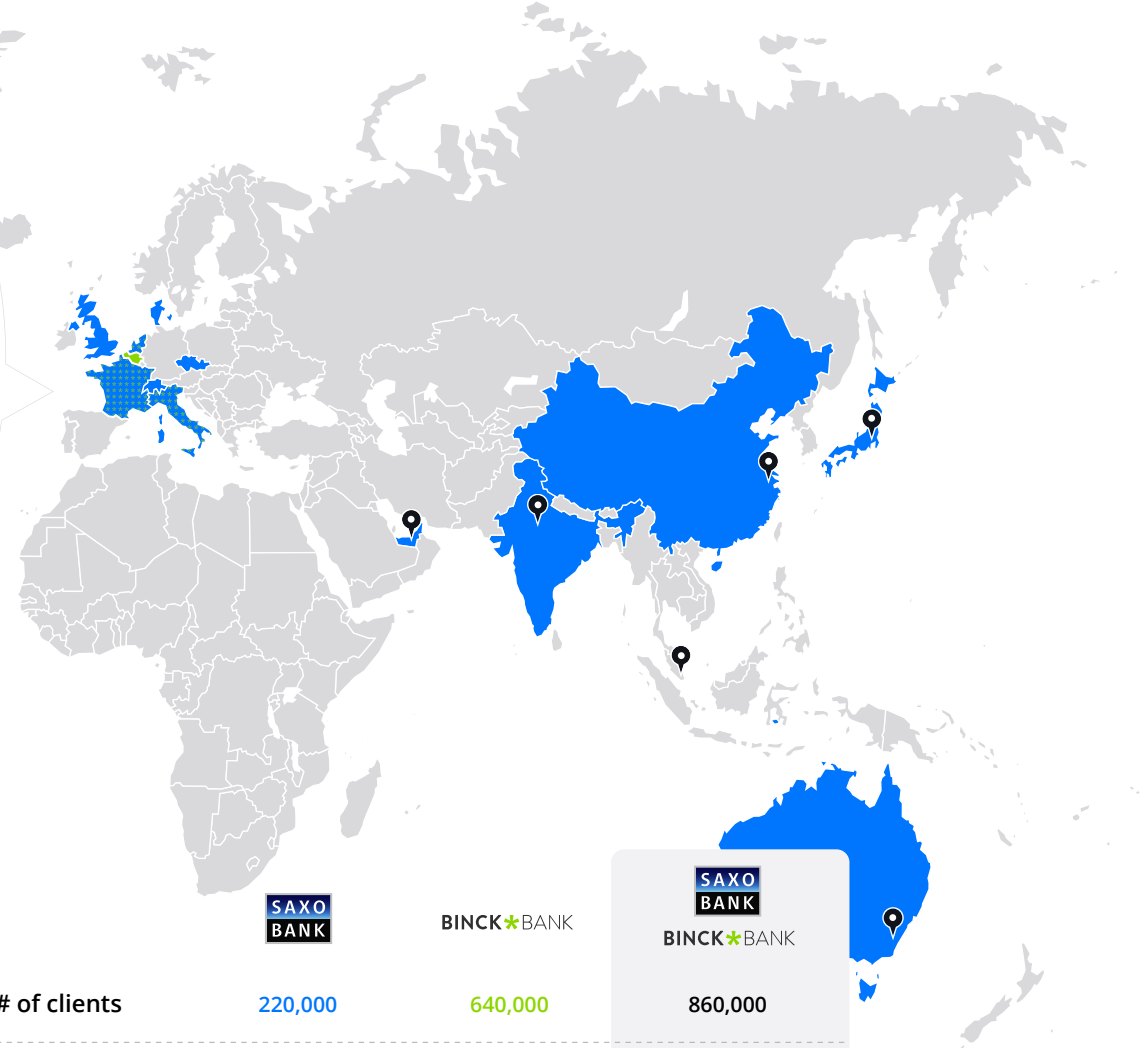 SAXO
BANK
BINCK*BANK
SAXO
BANK
BINCK*BANK
# of clients
220,000
640,000
860,000